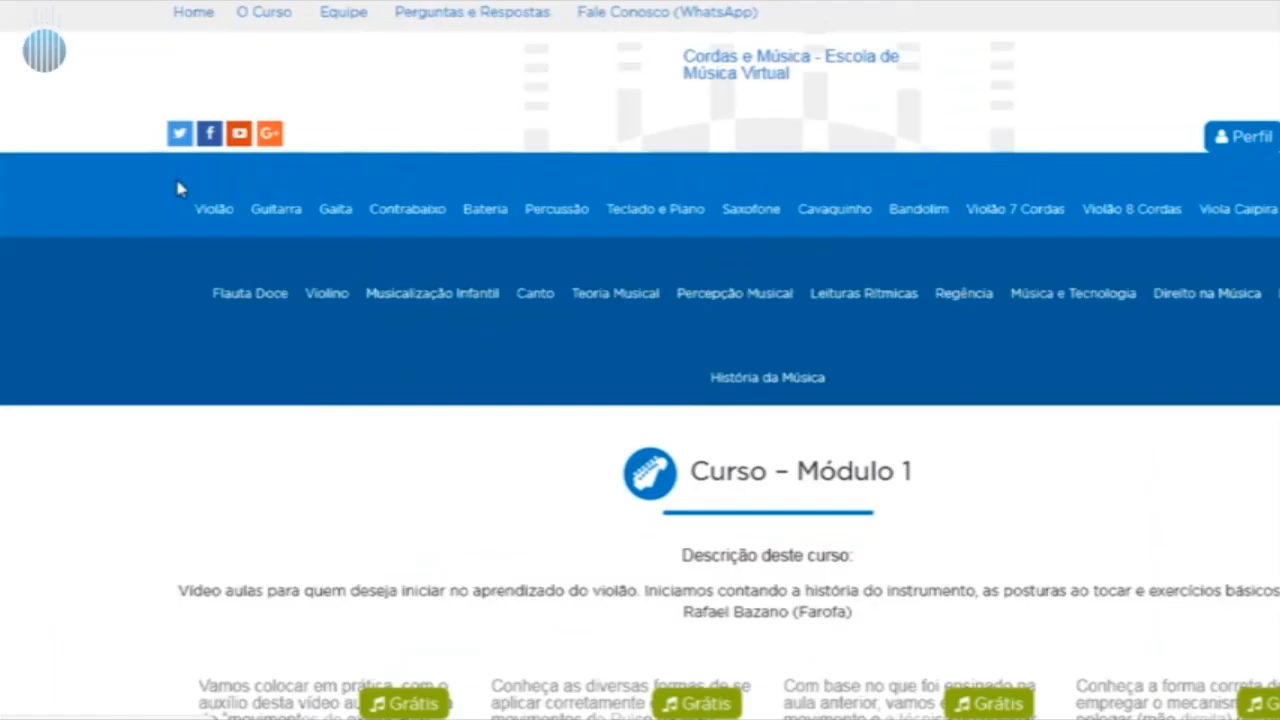 Home O Curso Equipe Perguntas e Respostas Fale Conosco (WhatsApp)
Cordas e Música - Escola de
Música Virtual
Perfil
Violão Guitarra Gaita Contrabaixo Bateria Percussão Teclado e Piano Saxofone Cavaquinho Bandolim Violão 7 Cordas Violão 8 Cordas Viola Caipira
Flauta Doce Violino Musicalização Infantil Canto Teoria Musical Percepção Musical Leituras Rítmicas Regência Música e Tecnologia Direito na Música
História da Música
Curso – Módulo 1
Descrição deste curso:
Vídeo aulas para quem deseja iniciar no aprendizado do violão. Iniciamos contando a história do instrumento, as posturas ao tocar e exercícios básicos
Rafael Bazano (Farofa)
Vamos colocar em prática, com o Conheça as diversas formas de se Com base no que foi ensinado na Conheça a forma correta
auxílio desta vídeo Grátis aplicar corretamente Grátis aula anterior, vamos Grátis empregar o